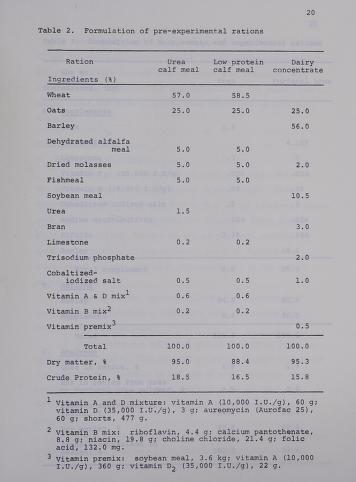 20
Table 2. Formulation of pre-experimental rations
Ration Urea Low protein Dairy
calf meal calf meal concentrate
Ingredients (%)
Wheat 57.0 58.5
Oats 25.0 25.0 25.0
Barley 56.0
Dehydrated alfalfa
meal 5.0 5.0
Dried molasses 5.0 5.0 2.0
Fishmeal 5.0 5.0
Soybean meal 10.5
Urea 1.5
Bran 3.0
Limestone 0.2 0.2
Trisodium phosphate 2.0
Cobaltized-
iodized salt 0.5 0.5 1.0
Vitamin A & D mix1 0.6 0.6
Vitamin B mix2 0.2 0.2
Vitamin premix3 0.5
Total 100.0 100.0 100.0
Dry matter, % 95.0 88.4 95.3
Crude Protein, % 18.5 16.5 15.8
1 Vitamin A and D mixture: vitamin A (10,000 I.U./g), 60 g;
vitamin D (35,000 I.U./g), 3 g; aureomycin (Aurofac 25),
60 g; shorts, 477 g.
2 Vitamin B mix: riboflavin, 4.4 g; calcium pantothenate,
8.8 g; niacin, 19.8 g; choline chloride, 21.4 g; folic
acid, 132.0 mg.
3 Vitamin premix: soybean meal, 3.6 kg; vitamin A (10,000
I.U./g), 360 g; vitamin D2 (35,000 I.U./g), 22 g.